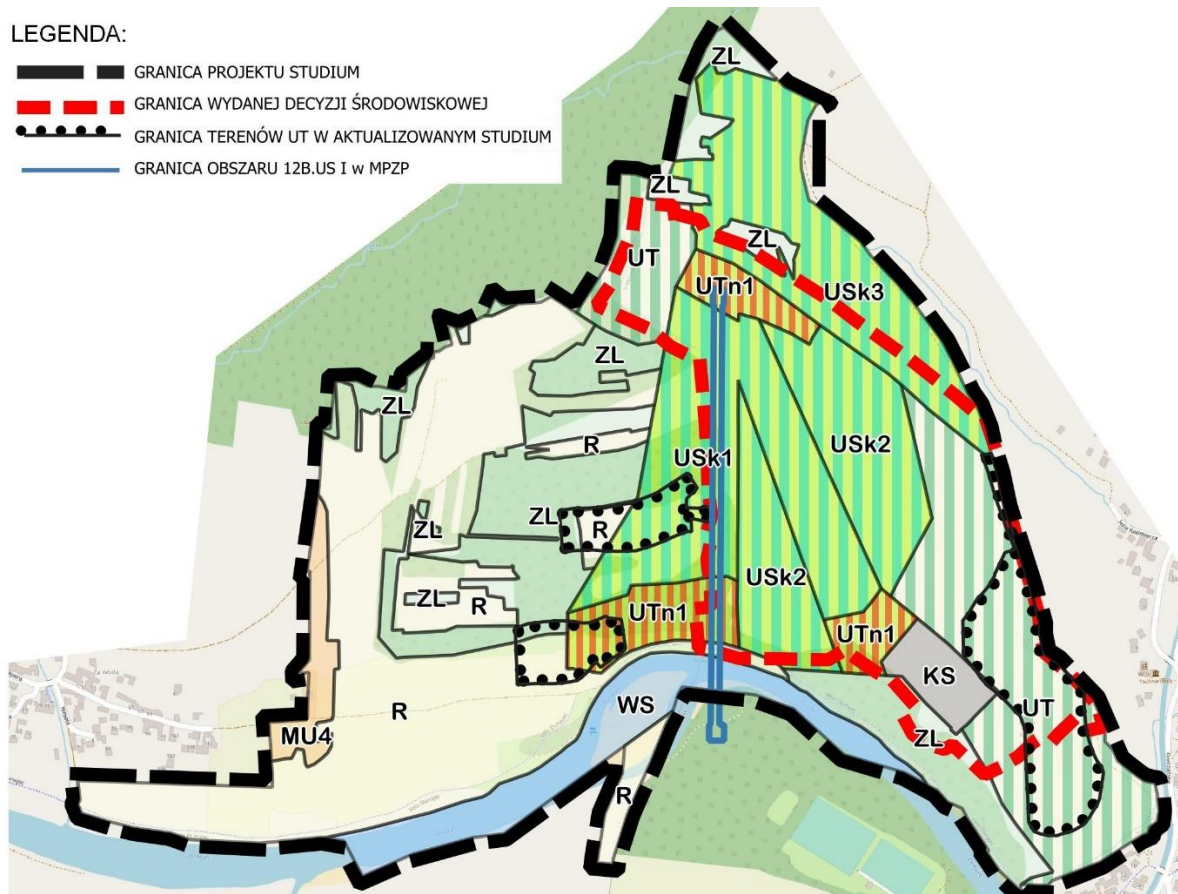 LEGENDA:
GRANICA PROJEKTU STUDIUM
GRANICA WYDANEJ DECYZJI ŚRODOWISKOWEJ
GRANICA TERENÓW UT W AKTUALIZOWANYM STUDIUM
GRANICA OBSZARU 12B.US I w MPZP
ZL
ZL
ZL
UT
UTn1
USk3
ZL
ZL
R
USk1
USk2
ZL
ZL
R
ZL
R
USk2
UTn1
UTn1
KS
WS
R
UT
MU4
ZL
R